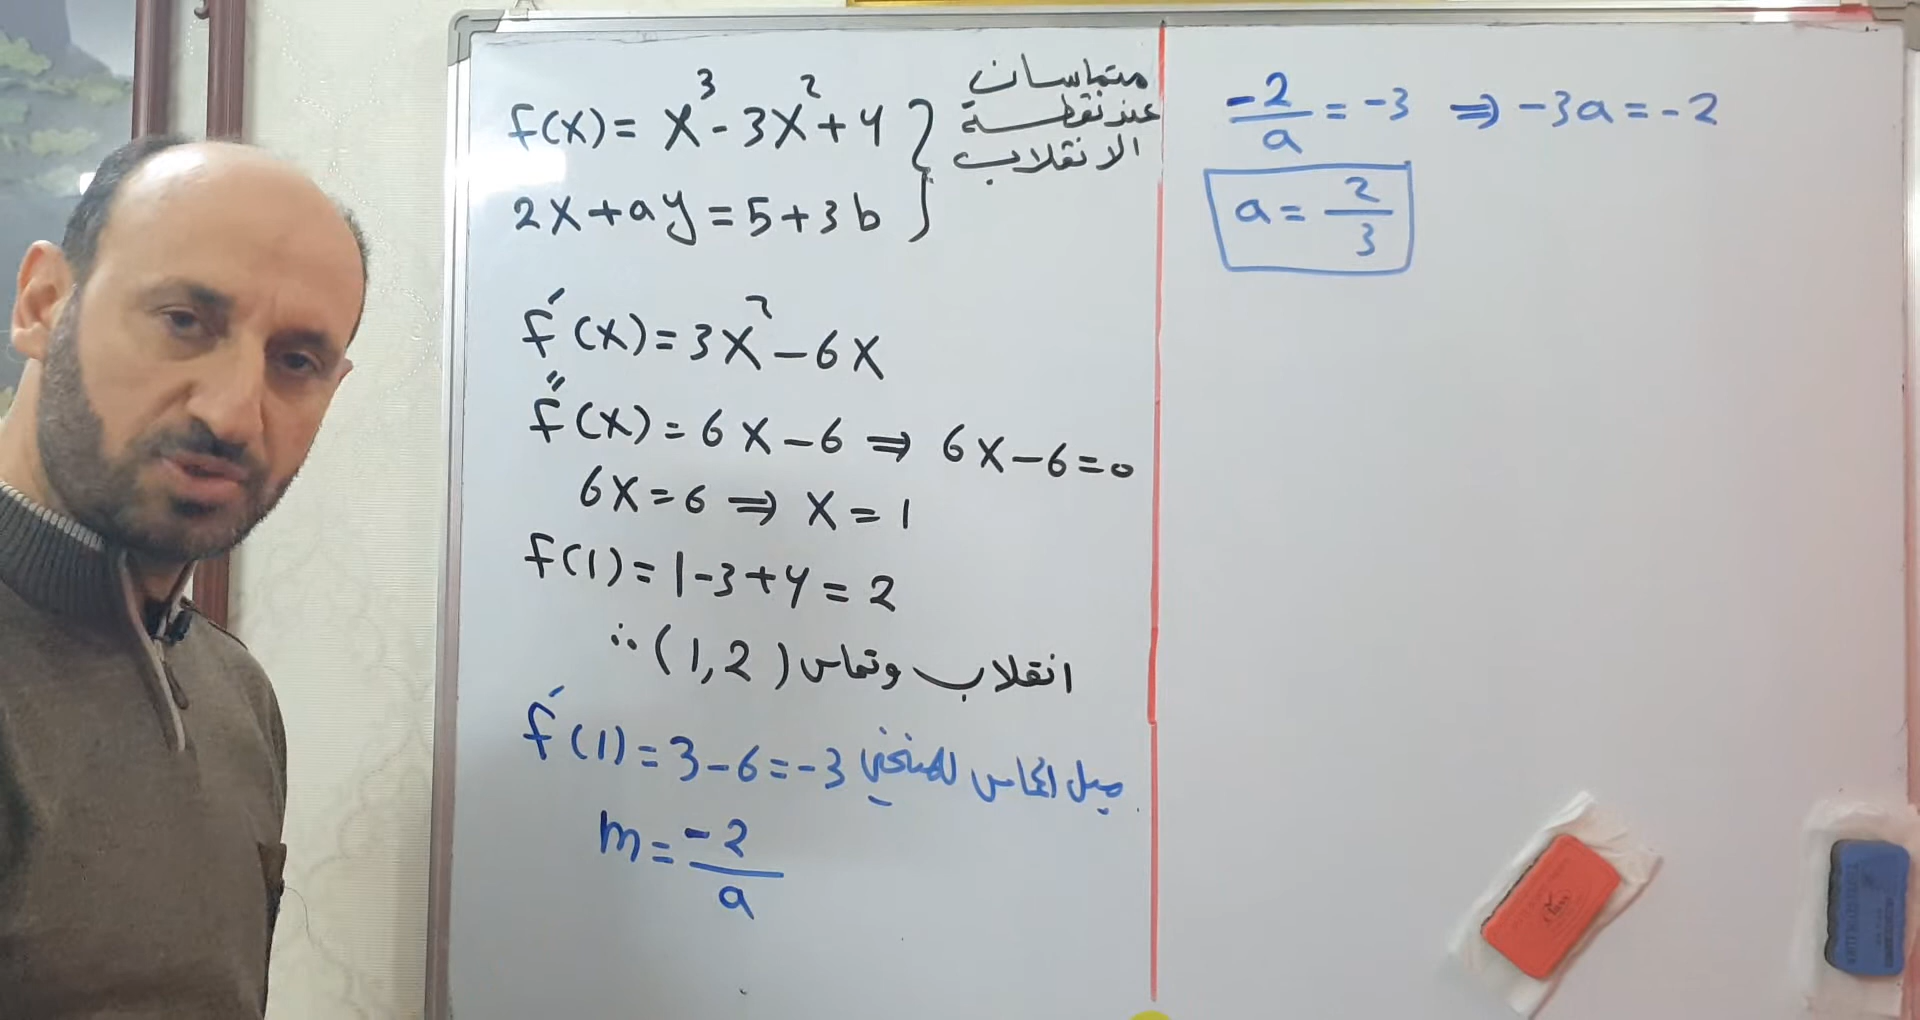 f(x) = x³ - 3x² + 4
2x + ay = 5 + 3b
متماسان
عند نقطة
الانقلاب
f′(x) = 3x² - 6x
f″(x) = 6x - 6 ⇒ 6x - 6 = 0
6x = 6 ⇒ x = 1
f(1) = 1 - 3 + 4 = 2
∴ (1, 2) انقلاب وتماس
f′(1) = 3 - 6 = -3 ميل المماس للمنحني
m = -2/a
-2/a = -3 ⇒ -3a = -2
a = 2/3